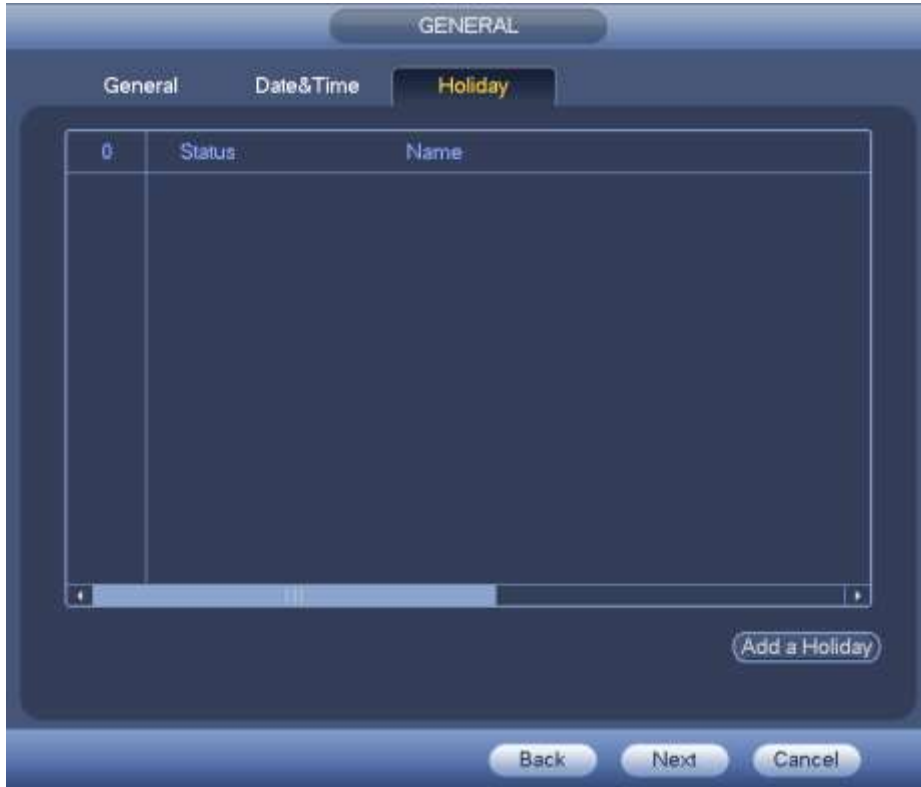 GENERAL
General Date&Time Holiday
0 Status Name
Add a Holiday
Back Next Cancel